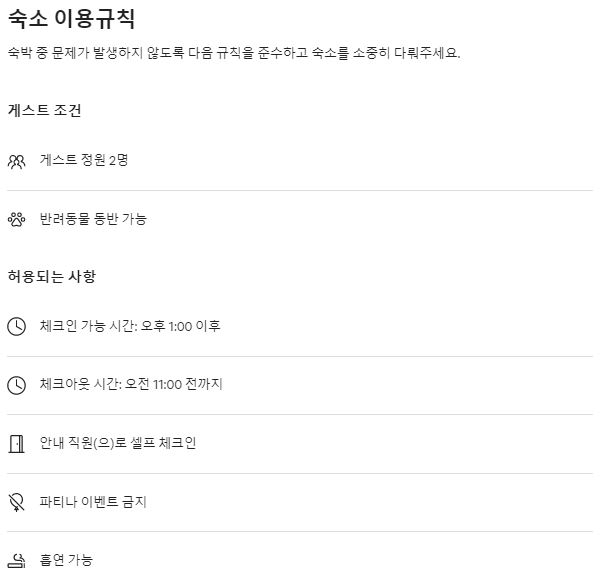 숙소 이용규칙
숙박 중 문제가 발생하지 않도록 다음 규칙을 준수하고 숙소를 소중히 다뤄주세요.
게스트 조건
게스트 정원 2명
반려동물 동반 가능
허용되는 사항
체크인 가능 시간: 오후 1:00 이후
체크아웃 시간: 오전 11:00 전까지
안내 직원(으)로 셀프 체크인
파티나 이벤트 금지
흡연 가능